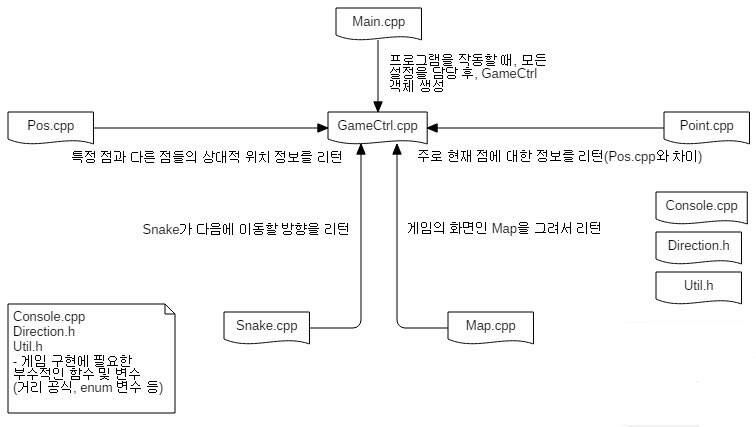 Main.cpp
프로그램을 작동할 때, 모든
설정을 담당 후, GameCtrl
객체 생성
Pos.cpp
GameCtrl.cpp
Point.cpp
특정 점과 다른 점들의 상대적 위치 정보를 리턴
주로 현재 점에 대한 정보를 리턴(Pos.cpp와 차이)
Console.cpp
Snake가 다음에 이동할 방향을 리턴
게임의 화면인 Map을 그려서 리턴
Direction.h
Util.h
Snake.cpp
Map.cpp
Console.cpp
Direction.h
Util.h
- 게임 구현에 필요한
부수적인 함수 및 변수
(거리 공식, enum 변수 등)